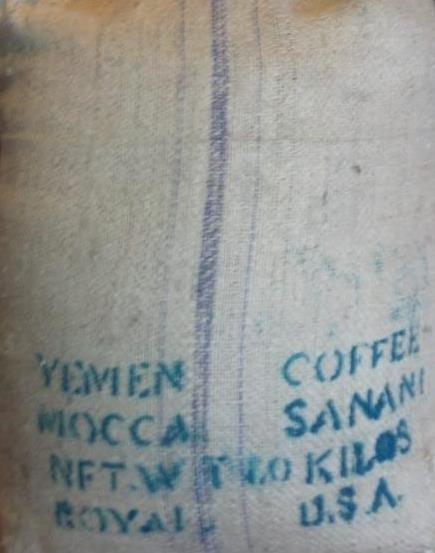 YEMEN COFFEE
MOCCA SANANI
NET.WT KILOS
ROYAL U.S.A.